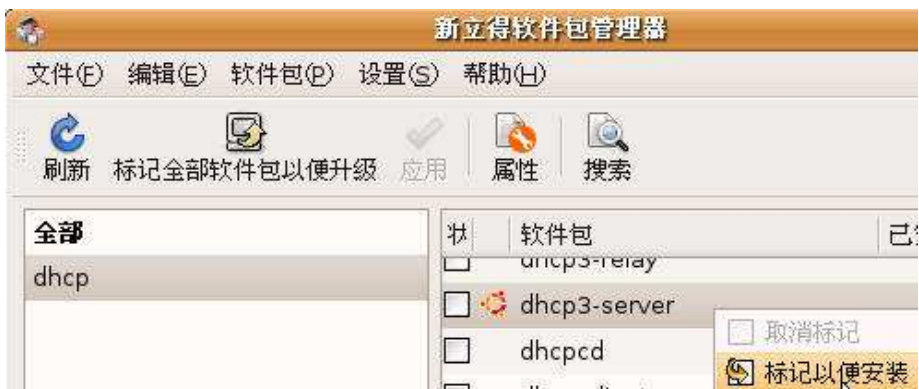 新立得软件包管理器
文件(F) 编辑(E) 软件包(P) 设置(S) 帮助(H)
刷新 标记全部软件包以便升级 应用 属性 搜索
全部
dhcp
状 软件包 已
dhcp3-relay
dhcp3-server
dhcpcd
取消标记
标记以便安装